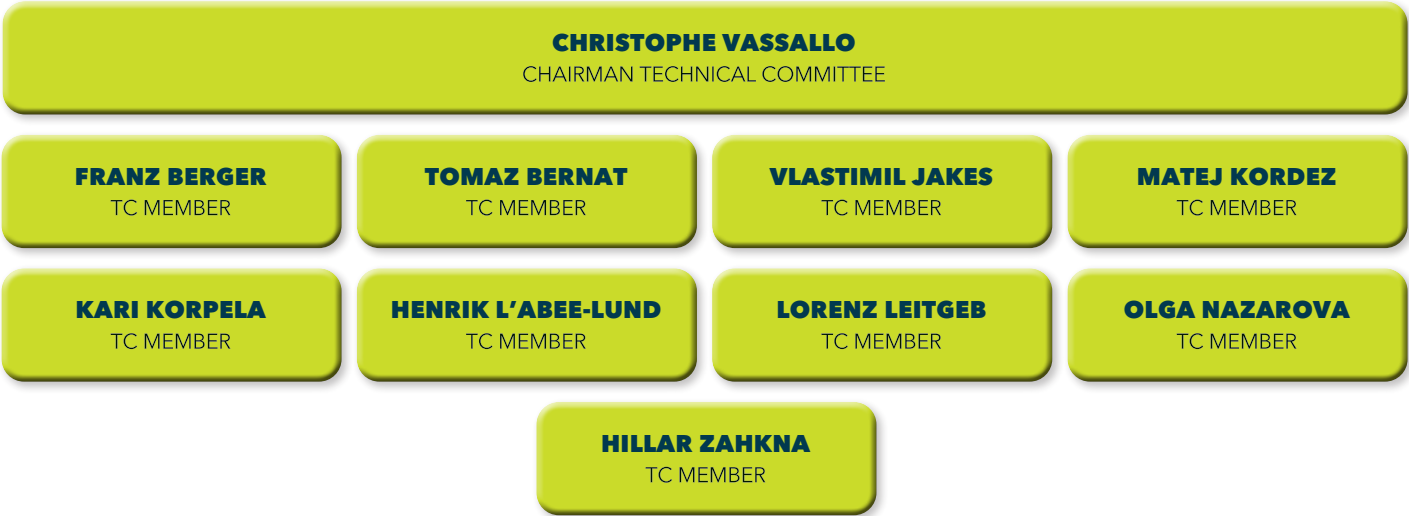 CHRISTOPHE VASSALLO
CHAIRMAN TECHNICAL COMMITTEE
FRANZ BERGER
TC MEMBER
TOMAZ BERNAT
TC MEMBER
VLASTIMIL JAKES
TC MEMBER
MATEJ KORDEZ
TC MEMBER
KARI KORPELA
TC MEMBER
HENRIK L’ABEE-LUND
TC MEMBER
LORENZ LEITGEB
TC MEMBER
OLGA NAZAROVA
TC MEMBER
HILLAR ZAHKNA
TC MEMBER